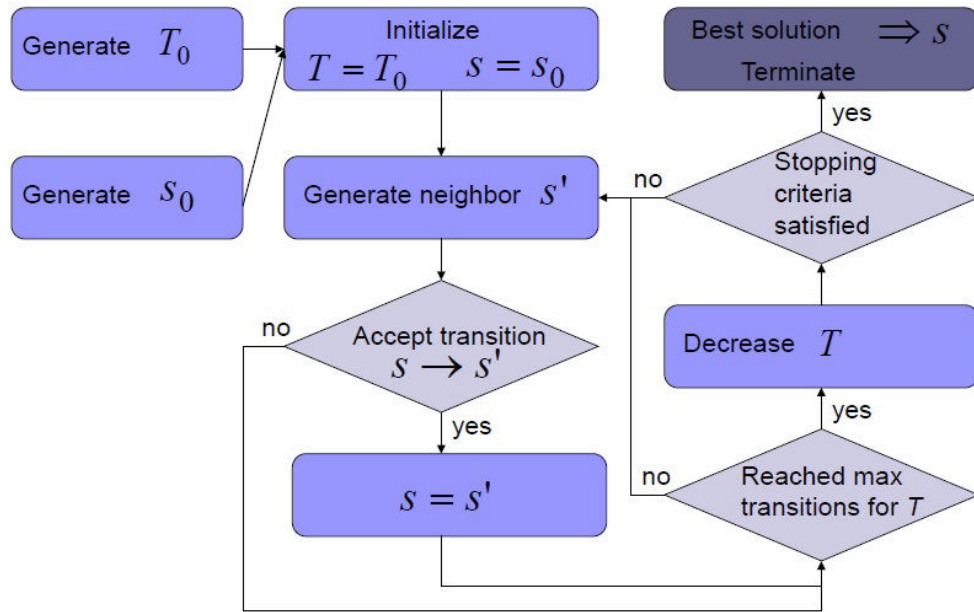 Generate T₀
Initialize
T = T₀ s = s₀
Best solution ⇒ s
Terminate
yes
Generate s₀
Generate neighbor s'
no
Stopping
criteria
satisfied
no
Accept transition
s → s'
Decrease T
yes
yes
s = s'
no
Reached max
transitions for T